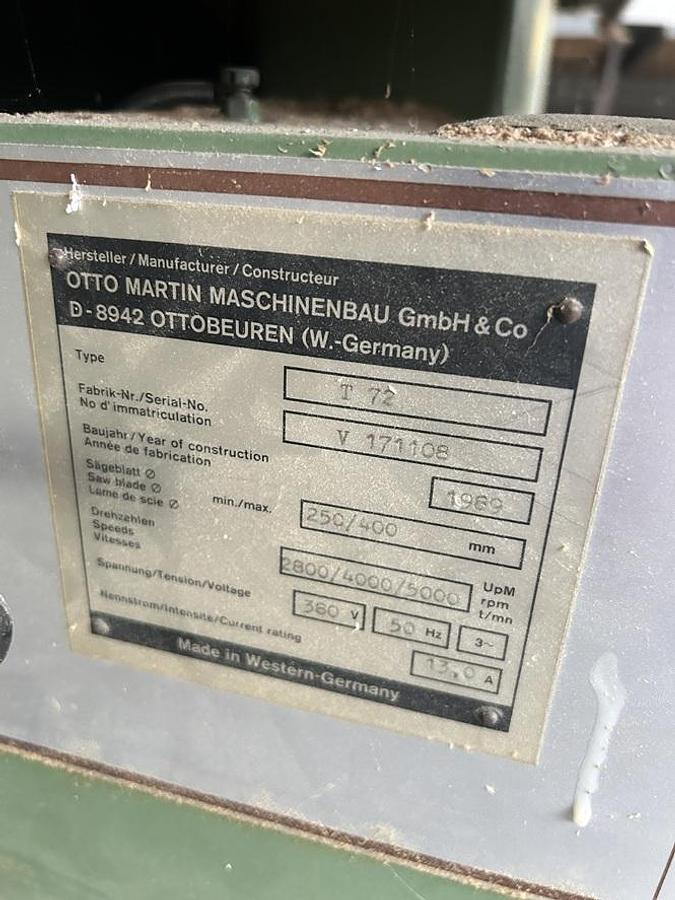 Hersteller/Manufacturer/Constructeur
OTTO MARTIN MASCHINENBAU GmbH & Co
D-8942 OTTOBEUREN (W.-Germany)
Type
T 72
Fabrik-Nr./Serial-No.
No d'immatriculation
V 171108
Baujahr/Year of construction
Année de fabrication
1989
Sägeblatt ∅
Saw blade ∅
Lame de scie ∅
min./max.
250/400
mm
Drehzahlen
Speeds
Vitesses
2800/4000/5000
UpM
rpm
t/mn
Spannung/Tension/Voltage
380 V
50 Hz
3~
Nennstrom/Intensite/Current rating
13,0 A
Made in Western-Germany